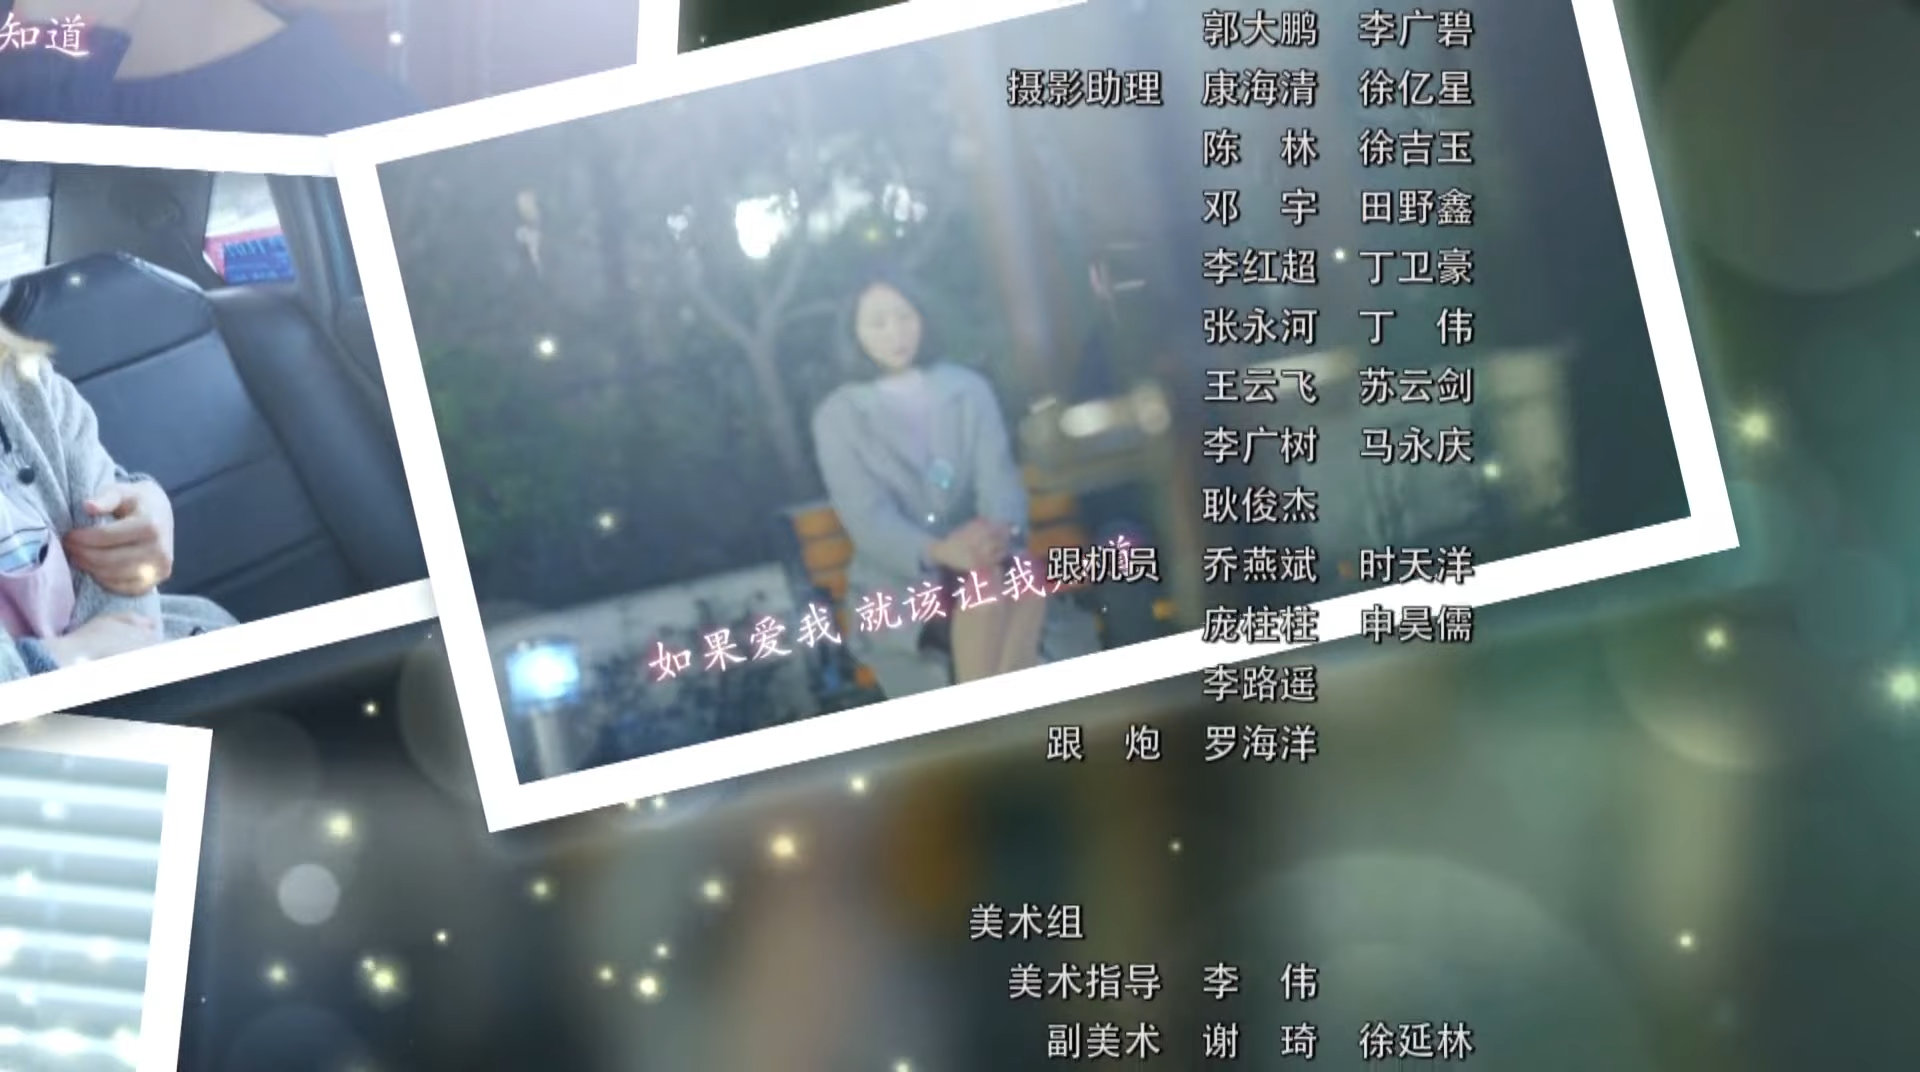 知道
郭大鹏 李广碧
摄影助理 康海清 徐亿星
陈 林 徐吉玉
邓 宇 田野鑫
李红超 丁卫豪
张永河 丁 伟
王云飞 苏云剑
李广树 马永庆
耿俊杰
跟机员 乔燕斌 时天洋
庞柱柱 申昊儒
李路遥
跟 炮 罗海洋
如果爱我 就该让我知道
美术组
美术指导 李 伟
副美术 谢 琦 徐延林